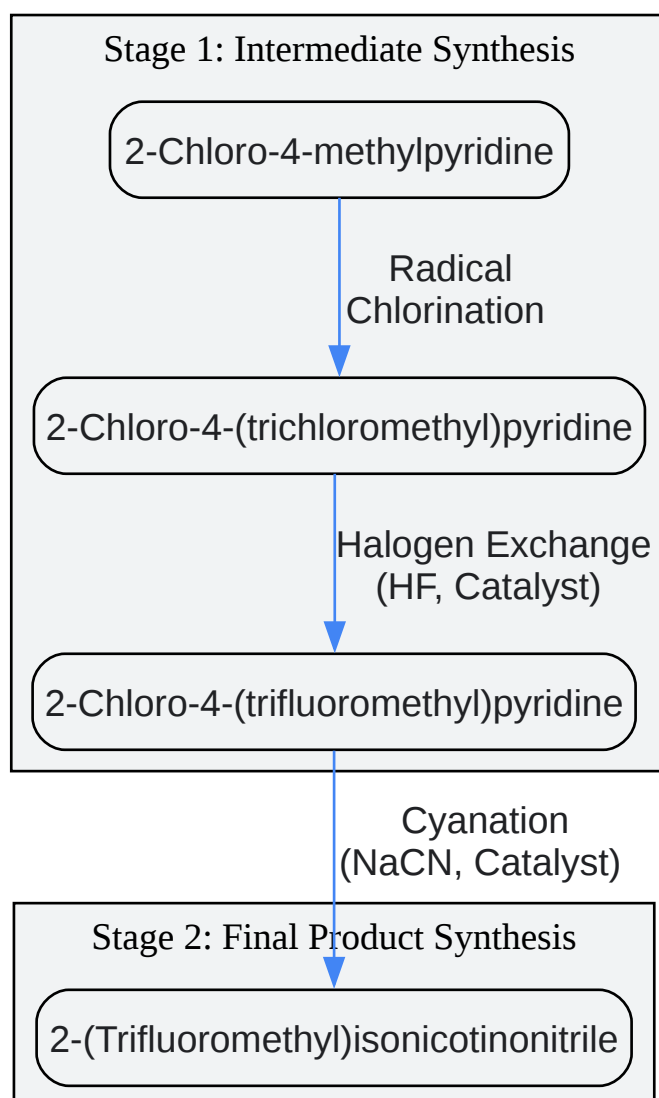 Stage 1: Intermediate Synthesis
2-Chloro-4-methylpyridine
Radical
Chlorination
2-Chloro-4-(trichloromethyl)pyridine
Halogen Exchange
(HF, Catalyst)
2-Chloro-4-(trifluoromethyl)pyridine
Cyanation
(NaCN, Catalyst)
Stage 2: Final Product Synthesis
2-(Trifluoromethyl)isonicotinonitrile